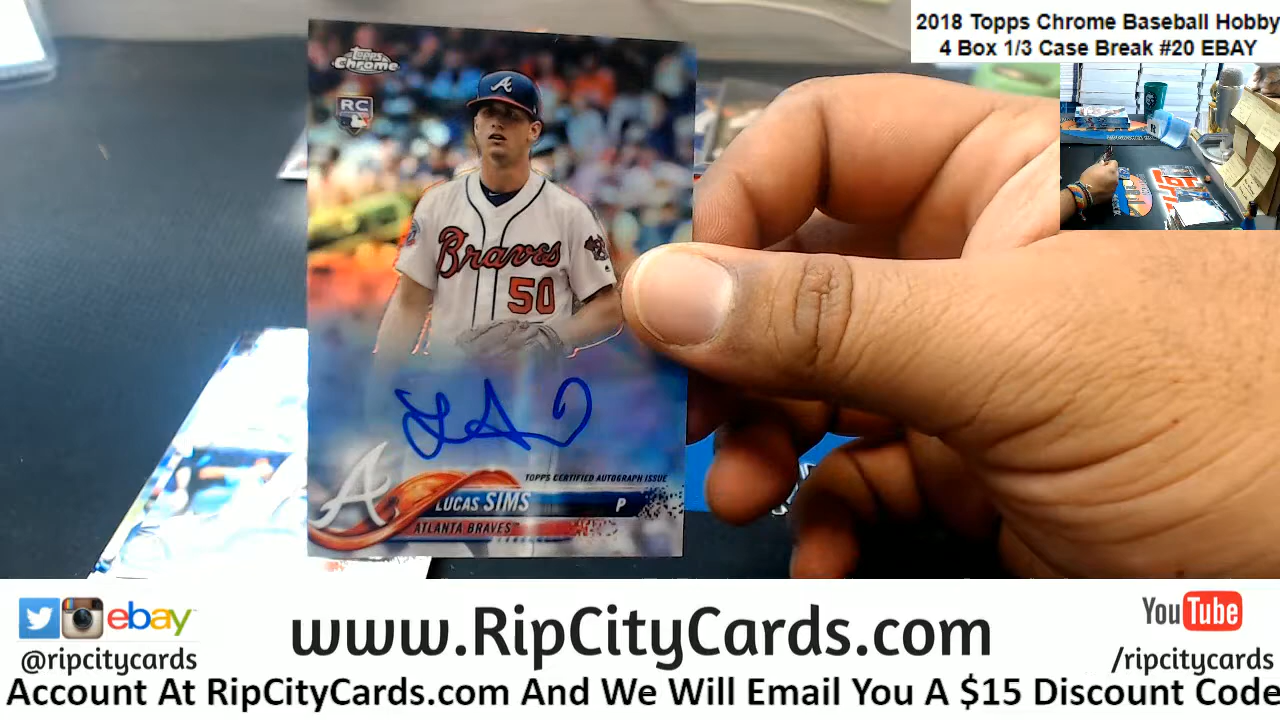 2018 Topps Chrome Baseball Hobby
4 Box 1/3 Case Break #20 EBAY
Topps
Chrome
RC
A
Braves
50
TOPPS CERTIFIED AUTOGRAPH ISSUE
A
LUCAS SIMS
P
ATLANTA BRAVES™
ebay™
@ripcitycards
www.RipCityCards.com
YouTube
/ripcitycards
Account At RipCityCards.com And We Will Email You A $15 Discount Code